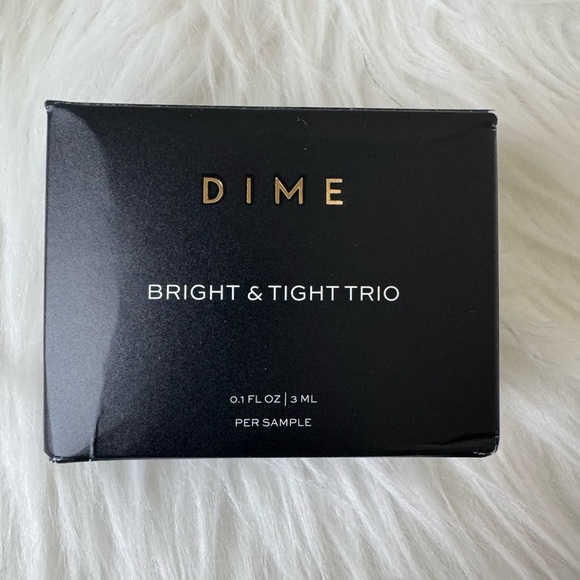 DIME
BRIGHT & TIGHT TRIO
0.1 FL OZ | 3 ML
PER SAMPLE